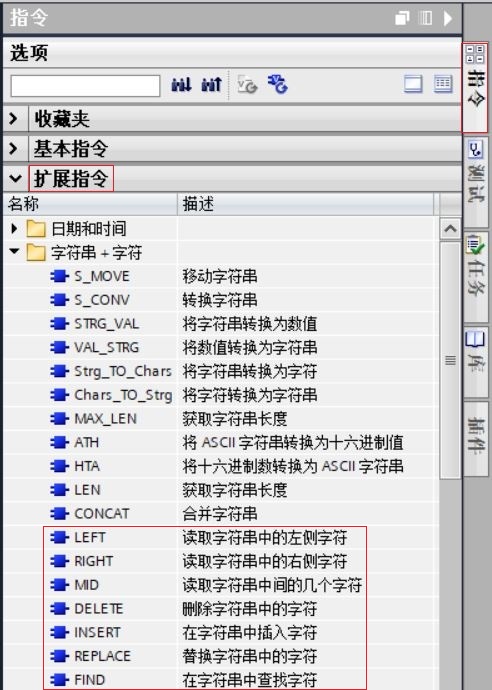 指令
选项
收藏夹
基本指令
扩展指令
名称 描述
日期和时间
字符串 + 字符
S_MOVE 移动字符串
S_CONV 转换字符串
STRG_VAL 将字符串转换为数值
VAL_STRG 将数值转换为字符串
Strg_TO_Chars 将字符串转换为字符
Chars_TO_Strg 将字符转换为字符串
MAX_LEN 获取字符串长度
ATH 将 ASCII 字符串转换为十六进制值
HTA 将十六进制数转换为 ASCII 字符串
LEN 获取字符串长度
CONCAT 合并字符串
LEFT 读取字符串中的左侧字符
RIGHT 读取字符串中的右侧字符
MID 读取字符串中间的几个字符
DELETE 删除字符串中的字符
INSERT 在字符串中插入字符
REPLACE 替换字符串中的字符
FIND 在字符串中查找字符
指令
测试
任务
库
插件